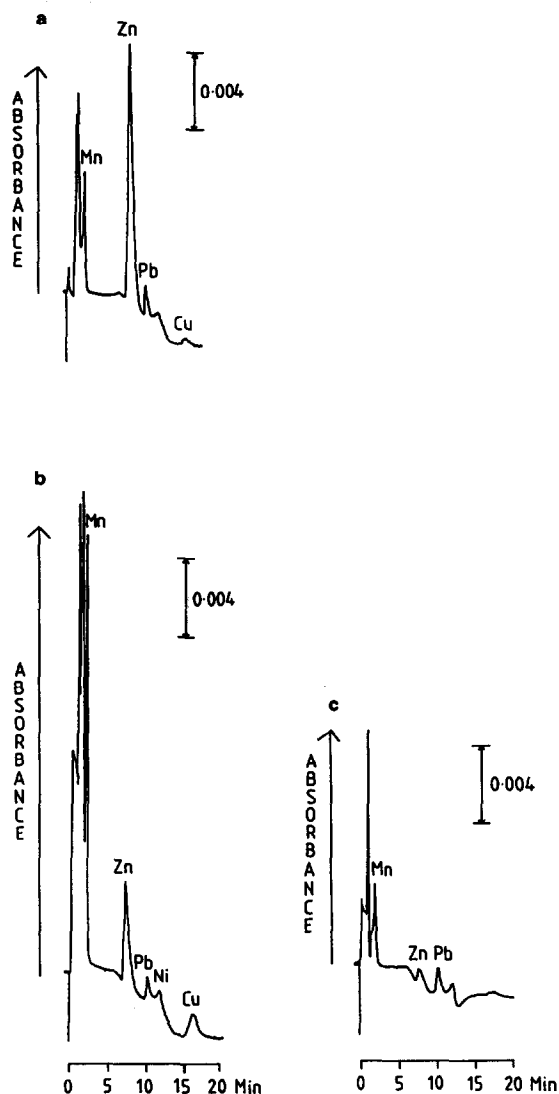 a
Zn
0·004
Mn
Pb
Cu
ABSORBANCE
b
Mn
0·004
Zn
Pb
Ni
Cu
ABSORBANCE
0 5 10 15 20 Min
c
0·004
Mn
Zn Pb
ABSORBANCE
0 5 10 15 20 Min